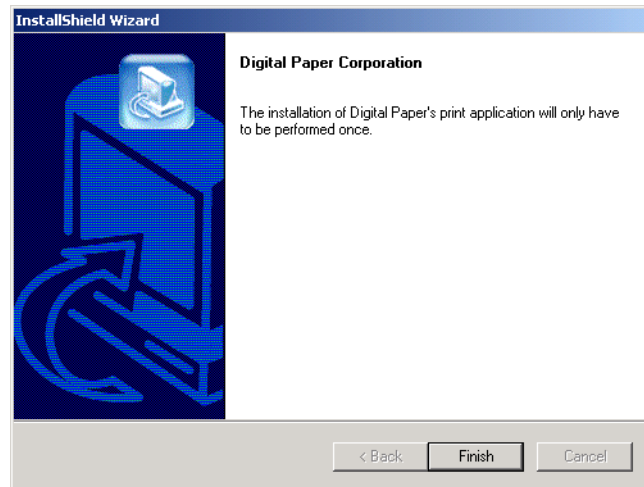 InstallShield Wizard
Digital Paper Corporation
The installation of Digital Paper's print application will only have
to be performed once.
< Back
Finish
Cancel